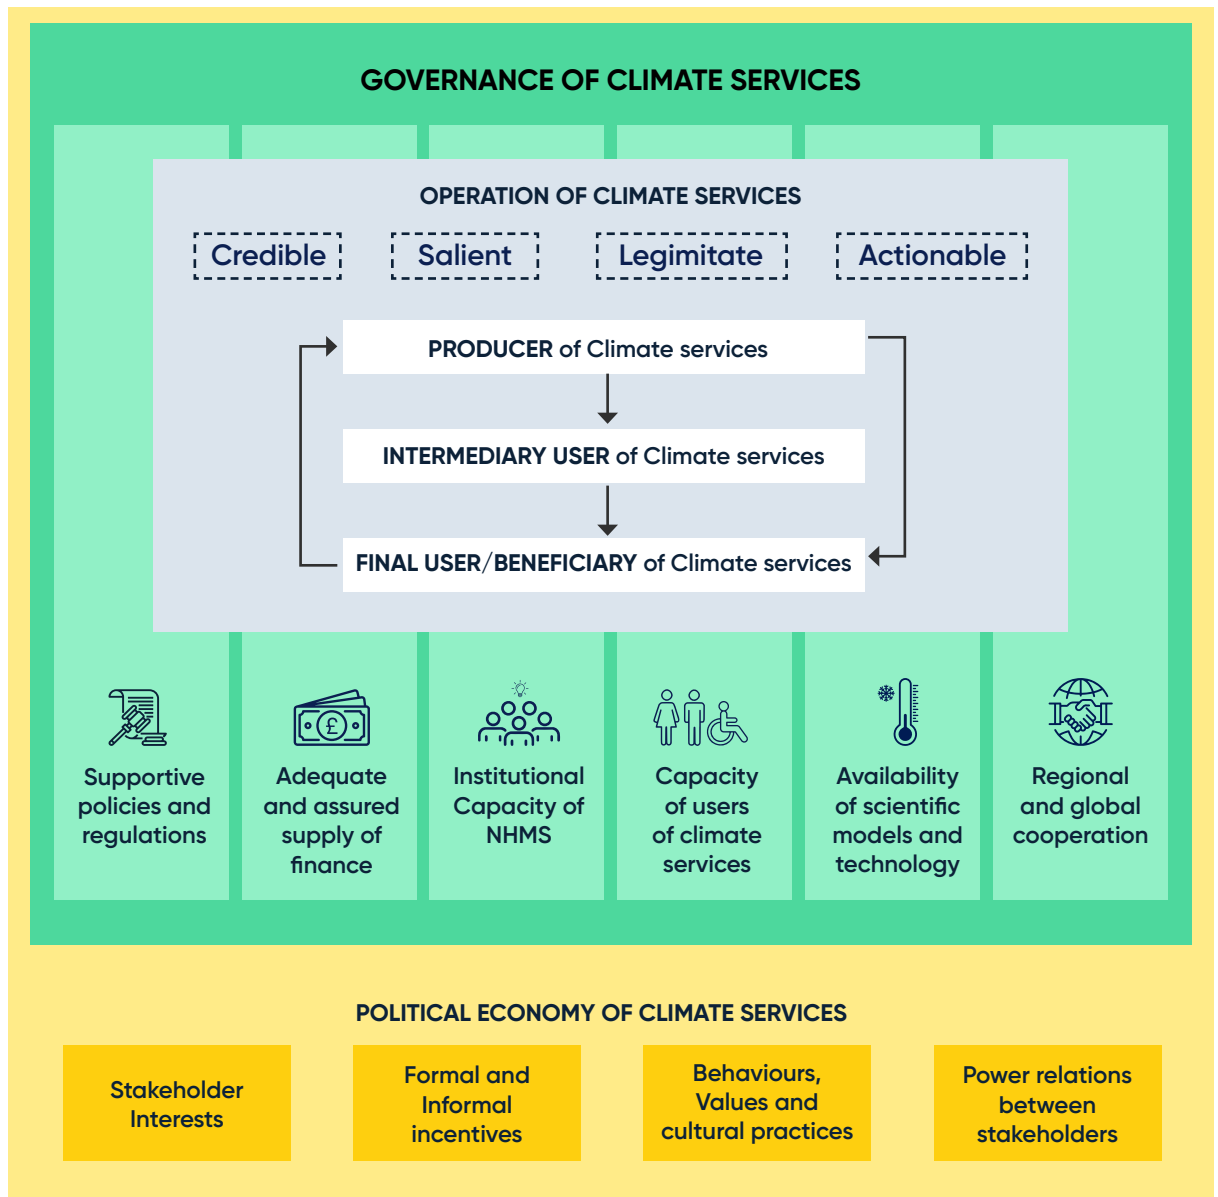 GOVERNANCE OF CLIMATE SERVICES
OPERATION OF CLIMATE SERVICES
Credible
Salient
Legimitate
Actionable
PRODUCER of Climate services
INTERMEDIARY USER of Climate services
FINAL USER/BENEFICIARY of Climate services
£
Supportive
policies and
regulations
Adequate
and assured
supply of
finance
Institutional
Capacity of
NHMS
Capacity
of users
of climate
services
Availability
of scientific
models and
technology
Regional
and global
cooperation
POLITICAL ECONOMY OF CLIMATE SERVICES
Stakeholder
Interests
Formal and
Informal
incentives
Behaviours,
Values and
cultural practices
Power relations
between
stakeholders